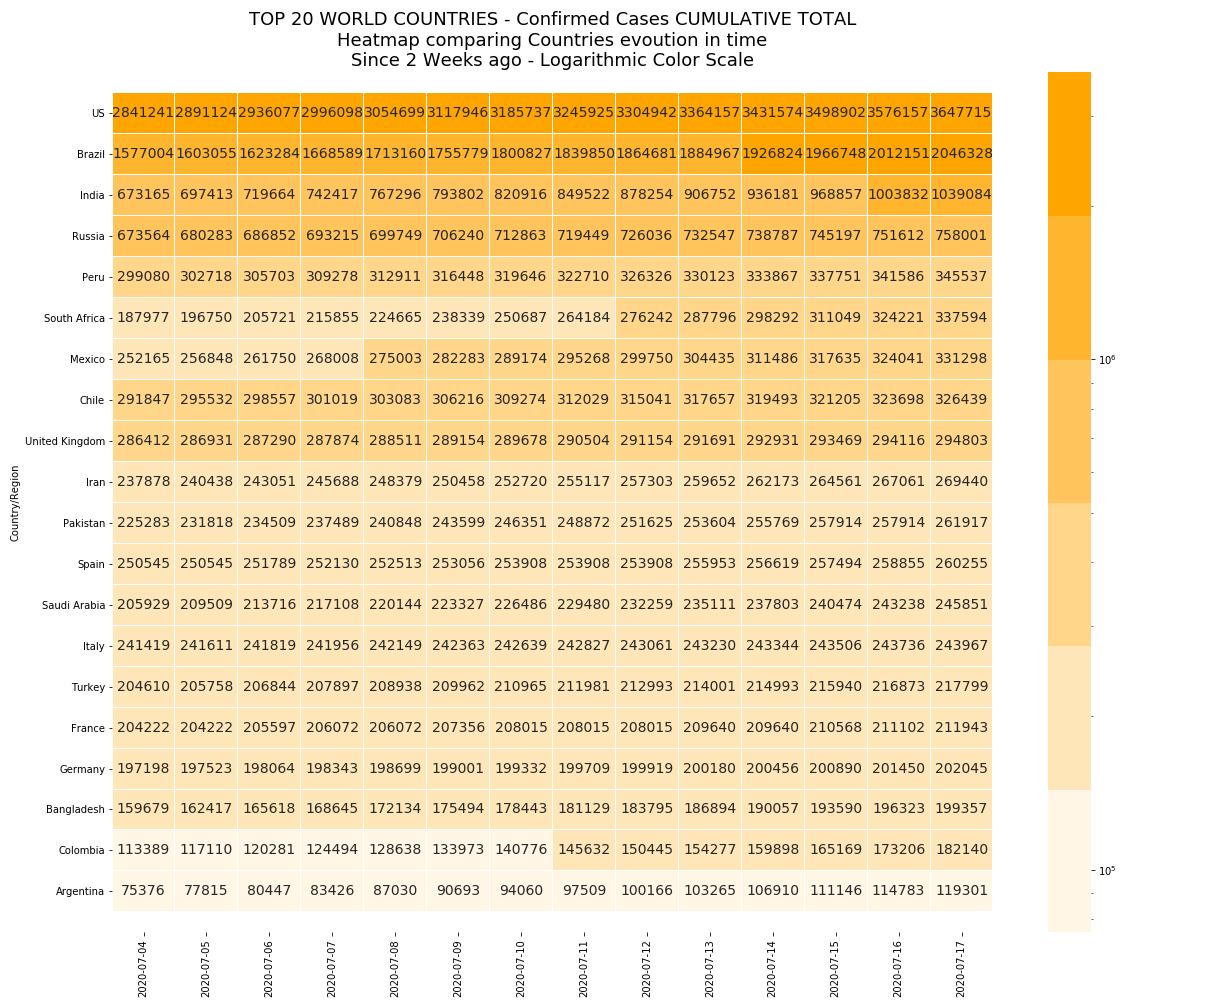 TOP 20 WORLD COUNTRIES - Confirmed Cases CUMULATIVE TOTAL
Heatmap comparing Countries evoution in time
Since 2 Weeks ago - Logarithmic Color Scale
US 2841241 2891124 2936077 2996098 3054699 3117946 3185737 3245925 3304942 3364157 3431574 3498902 3576157 3647715
Brazil 1577004 1603055 1623284 1668589 1713160 1755779 1800827 1839850 1864681 1884967 1926824 1966748 2012151 2046328
India 673165 697413 719664 742417 767296 793802 820916 849522 878254 906752 936181 968857 1003832 1039084
Russia 673564 680283 686852 693215 699749 706240 712863 719449 726036 732547 738787 745197 751612 758001
Peru 299080 302718 305703 309278 312911 316448 319646 322710 326326 330123 333867 337751 341586 345537
South Africa 187977 196750 205721 215855 224665 238339 250687 264184 276242 287796 298292 311049 324221 337594
Mexico 252165 256848 261750 268008 275003 282283 289174 295268 299750 304435 311486 317635 324041 331298
10⁶
Chile 291847 295532 298557 301019 303083 306216 309274 312029 315041 317657 319493 321205 323698 326439
United Kingdom 286412 286931 287290 287874 288511 289154 289678 290504 291154 291691 292931 293469 294116 294803
Iran 237878 240438 243051 245688 248379 250458 252720 255117 257303 259652 262173 264561 267061 269440
Country/Region
Pakistan 225283 231818 234509 237489 240848 243599 246351 248872 251625 253604 255769 257914 257914 261917
Spain 250545 250545 251789 252130 252513 253056 253908 253908 253908 255953 256619 257494 258855 260255
Saudi Arabia 205929 209509 213716 217108 220144 223327 226486 229480 232259 235111 237803 240474 243238 245851
Italy 241419 241611 241819 241956 242149 242363 242639 242827 243061 243230 243344 243506 243736 243967
Turkey 204610 205758 206844 207897 208938 209962 210965 211981 212993 214001 214993 215940 216873 217799
France 204222 204222 205597 206072 206072 207356 208015 208015 208015 209640 209640 210568 211102 211943
Germany 197198 197523 198064 198343 198699 199001 199332 199709 199919 200180 200456 200890 201450 202045
Bangladesh 159679 162417 165618 168645 172134 175494 178443 181129 183795 186894 190057 193590 196323 199357
Colombia 113389 117110 120281 124494 128638 133973 140776 145632 150445 154277 159898 165169 173206 182140
10⁵
Argentina 75376 77815 80447 83426 87030 90693 94060 97509 100166 103265 106910 111146 114783 119301
2020-07-04 2020-07-05 2020-07-06 2020-07-07 2020-07-08 2020-07-09 2020-07-10 2020-07-11 2020-07-12 2020-07-13 2020-07-14 2020-07-15 2020-07-16 2020-07-17